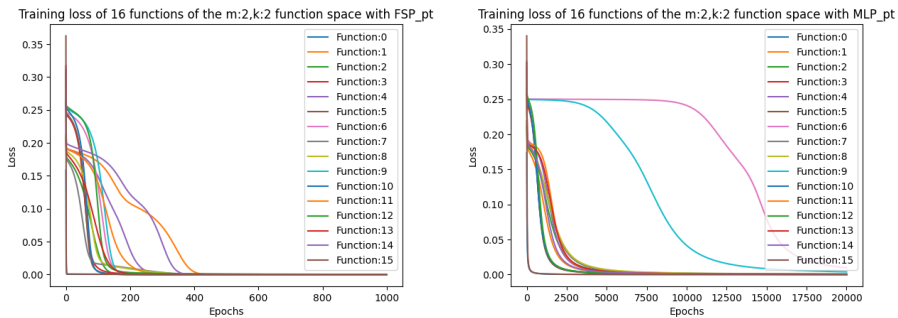 Training loss of 16 functions of the m:2,k:2 function space with FSP_pt
0.35
0.30
0.25
0.20
0.15
0.10
0.05
0.00
Loss
0
200
400
600
800
1000
Epochs
Function:0
Function:1
Function:2
Function:3
Function:4
Function:5
Function:6
Function:7
Function:8
Function:9
Function:10
Function:11
Function:12
Function:13
Function:14
Function:15
Training loss of 16 functions of the m:2,k:2 function space with MLP_pt
0.35
0.30
0.25
0.20
0.15
0.10
0.05
0.00
Loss
0
2500
5000
7500
10000
12500
15000
17500
20000
Epochs
Function:0
Function:1
Function:2
Function:3
Function:4
Function:5
Function:6
Function:7
Function:8
Function:9
Function:10
Function:11
Function:12
Function:13
Function:14
Function:15